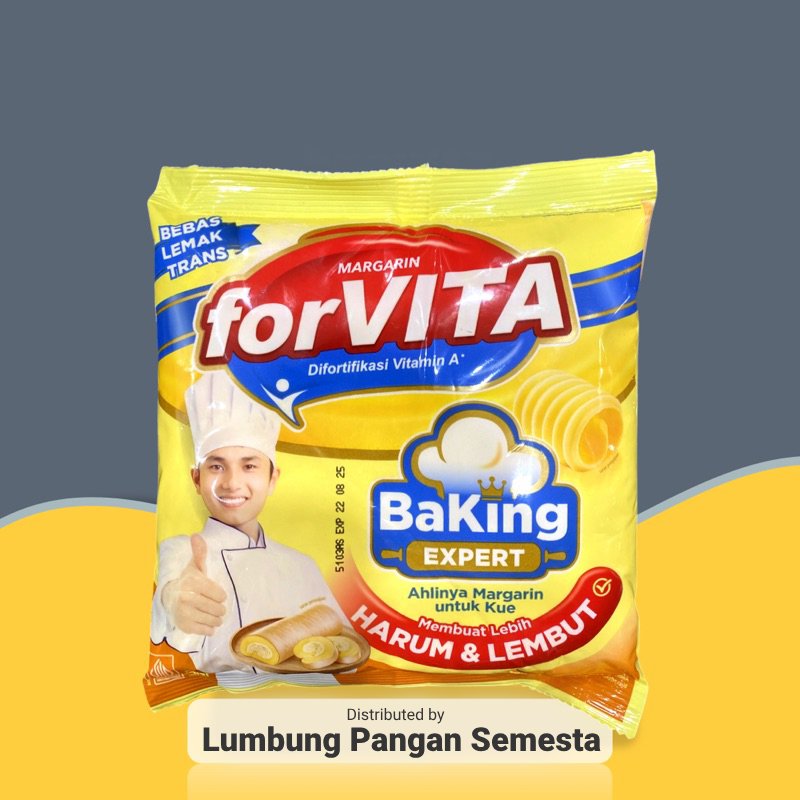 BEBAS
LEMAK
TRANS
MARGARIN
forVITA
Difortifikasi Vitamin A*
5103RS EXP 22 08 25
BaKing
EXPERT
Ahlinya Margarin
untuk Kue
Membuat Lebih
HARUM & LEMBUT
Distributed by
Lumbung Pangan Semesta